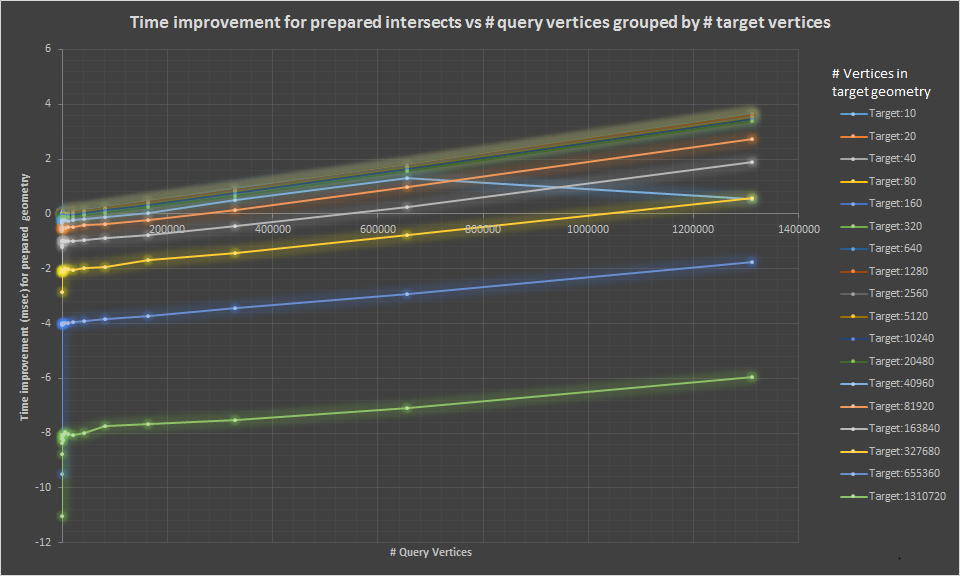 Time improvement for prepared intersects vs # query vertices grouped by # target vertices
6
4
2
0
-2
-4
-6
-8
-10
-12
Time improvement (msec) for prepared geometry
200000
400000
600000
800000
1000000
1200000
1400000
# Query Vertices
# Vertices in
target geometry
Target:10
Target:20
Target:40
Target:80
Target:160
Target:320
Target:640
Target:1280
Target:2560
Target:5120
Target:10240
Target:20480
Target:40960
Target:81920
Target:163840
Target:327680
Target:655360
Target:1310720